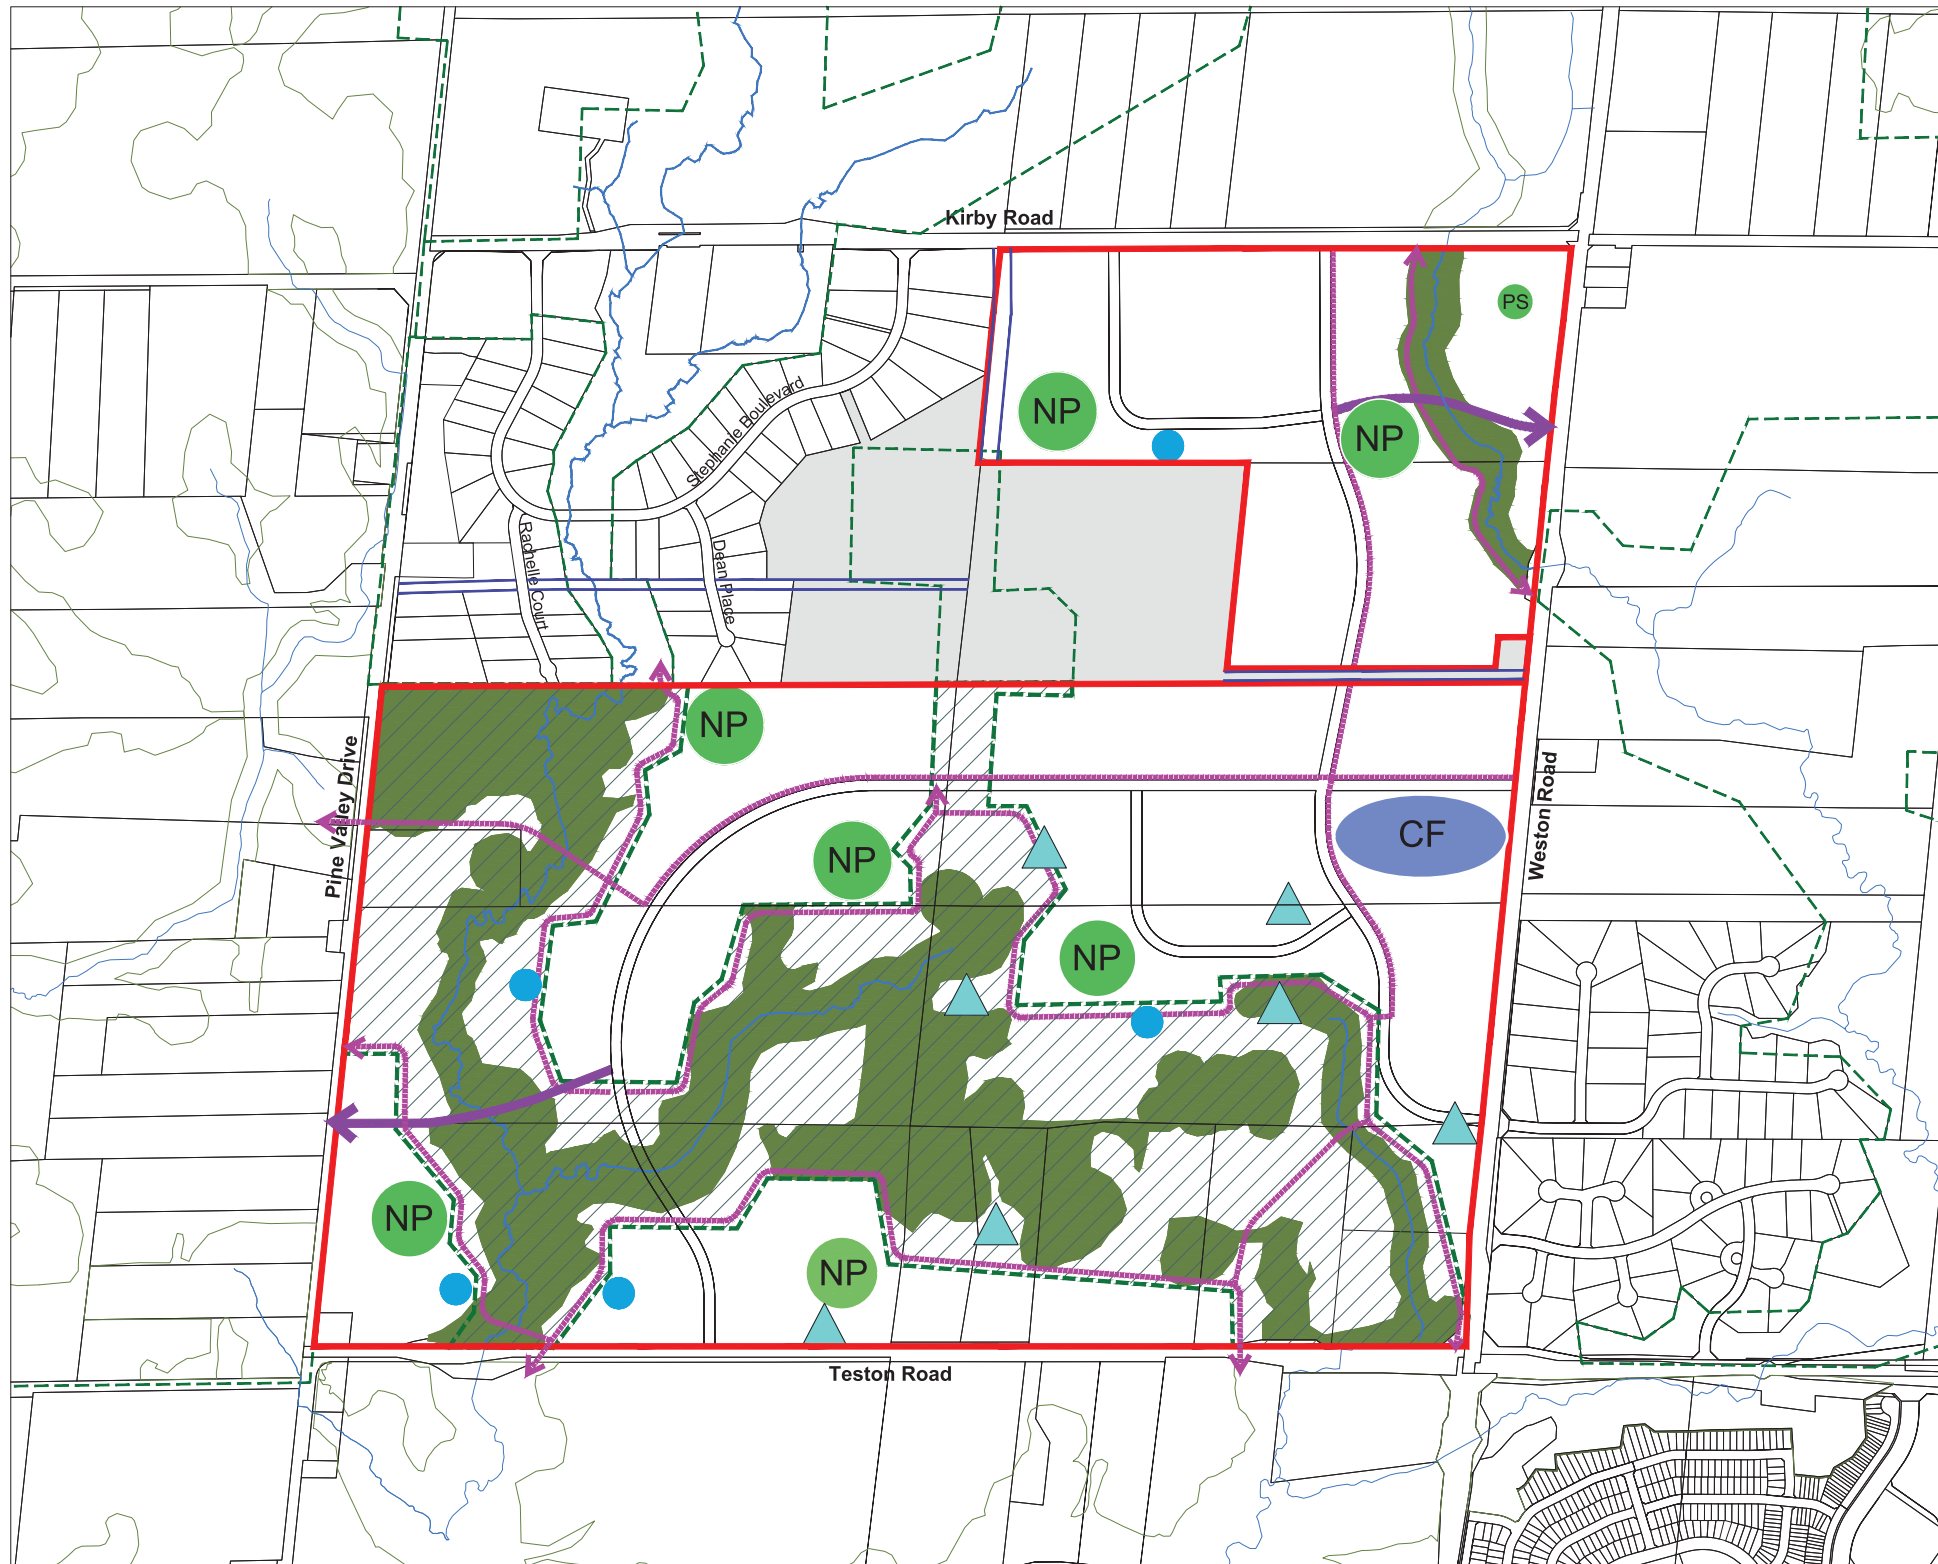 Kirby Road
PS
NP
NP
Stephanie Boulevard
Rachelle Court
Dean Place
NP
Pine Valley Drive
Weston Road
CF
NP
NP
NP
NP
Teston Road